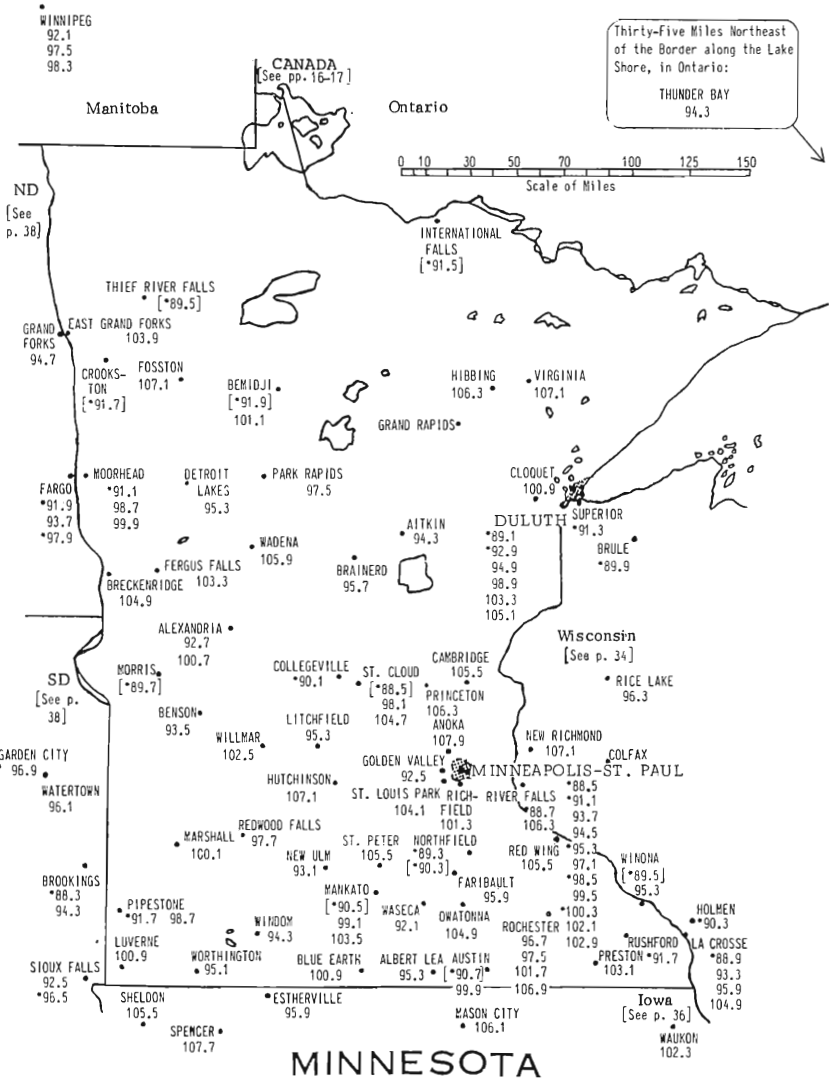 WINNIPEG
92.1
97.5
98.3
Thirty-Five Miles Northeast
of the Border along the Lake
Shore, in Ontario:
THUNDER BAY
94.3
CANADA
[See pp. 16-17]
Manitoba
Ontario
0 10 30 50 70 100 125 150
Scale of Miles
ND
[See
p. 38]
INTERNATIONAL
FALLS
[*91.5]
THIEF RIVER FALLS
[*89.5]
GRAND
FORKS
94.7
EAST GRAND FORKS
103.9
CROOKS-
TON
[*91.7]
FOSSTON
107.1
BEMIDJI
[*91.9]
101.1
HIBBING
106.3
VIRGINIA
107.1
GRAND RAPIDS
FARGO
*91.9
93.7
*97.9
MOORHEAD
*91.1
98.7
99.9
DETROIT
LAKES
95.3
PARK RAPIDS
97.5
CLOQUET
100.9
DULUTH
*89.1
*92.9
94.9
98.9
103.3
105.1
SUPERIOR
*91.3
BRULE
*89.9
AITKIN
94.3
WADENA
105.9
BRAINERD
95.7
FERGUS FALLS
103.3
BRECKENRIDGE
104.9
ALEXANDRIA
92.7
100.7
Wisconsin
[See p. 34]
SD
[See p.
38]
MORRIS
[*89.7]
COLLEGEVILLE
*90.1
ST. CLOUD
[*88.5]
98.1
104.7
CAMBRIDGE
105.5
PRINCETON
106.3
RICE LAKE
96.3
BENSON
93.5
WILLMAR
102.5
LITCHFIELD
95.3
ANOKA
107.9
NEW RICHMOND
107.1
COLFAX
GARDEN CITY
96.9
WATERTOWN
96.1
HUTCHINSON
107.1
GOLDEN VALLEY
92.5
MINNEAPOLIS-ST. PAUL
*88.5
*91.1
93.7
94.5
*95.3
97.1
*98.5
99.5
*100.3
102.1
102.9
ST. LOUIS PARK
104.1
RICH-
FIELD
101.3
RIVER FALLS
*88.7
106.3
MARSHALL
100.1
REDWOOD FALLS
97.7
NEW ULM
93.1
ST. PETER
105.5
NORTHFIELD
*89.3
[*90.3]
RED WING
105.5
WINONA
[*89.5]
95.3
BROOKINGS
*88.3
94.3
PIPESTONE
*91.7 98.7
WINDOM
94.3
MANKATO
[*90.5]
99.1
103.5
WASECA
92.1
FARIBAULT
95.9
OWATONNA
104.9
ROCHESTER
96.7
97.5
101.7
106.9
HOLMEN
*90.3
LA CROSSE
*88.9
93.3
95.9
104.9
RUSHFORD
*91.7
PRESTON
103.1
LUVERNE
100.9
WORTHINGTON
95.1
BLUE EARTH
100.9
ALBERT LEA
95.3
AUSTIN
[*90.7]
99.9
SIOUX FALLS
92.5
*96.5
SHELDON
105.5
SPENCER
107.7
ESTHERVILLE
95.9
MASON CITY
106.1
Iowa
[See p. 36]
WAUKON
102.3
MINNESOTA